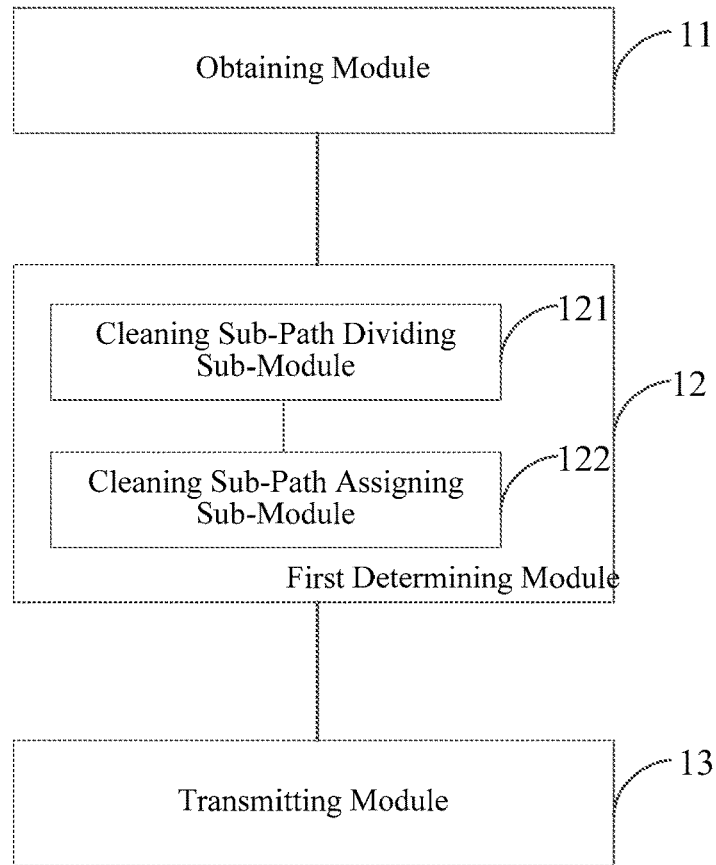 Obtaining Module
11
Cleaning Sub-Path Dividing
Sub-Module
121
12
Cleaning Sub-Path Assigning
Sub-Module
122
First Determining Module
Transmitting Module
13